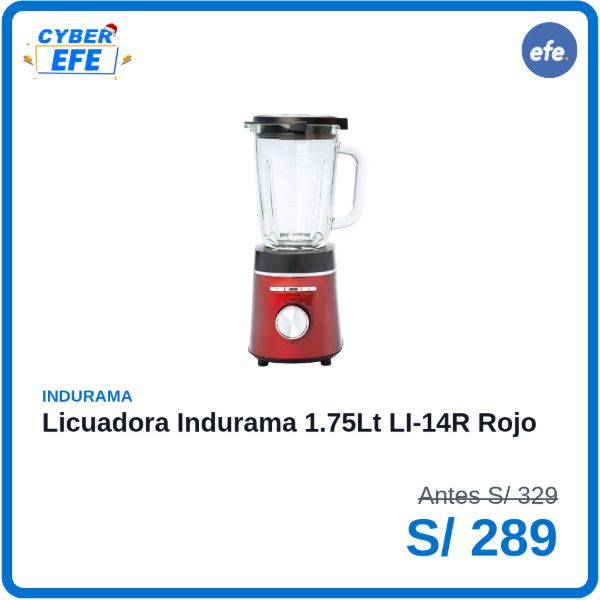 CYBER
EFE
efe.
INDURAMA
Licuadora Indurama 1.75Lt LI-14R Rojo
Antes S/ 329
S/ 289